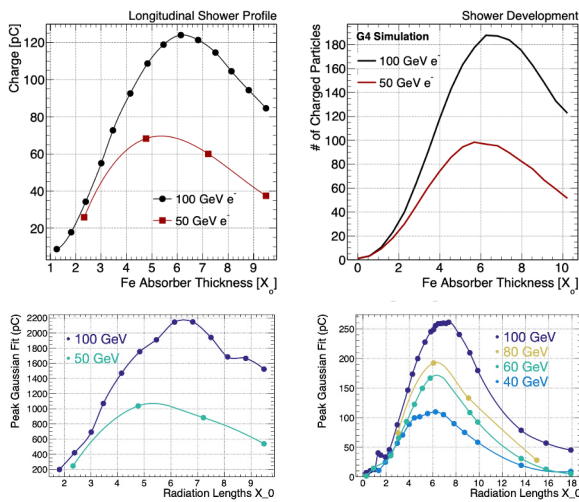 Longitudinal Shower Profile
Charge [pC]
120
100
80
60
40
20
100 GeV e-
50 GeV e-
1 2 3 4 5 6 7 8 9
Fe Absorber Thickness [Xo]
Shower Development
# of Charged Particles
G4 Simulation
100 GeV e-
50 GeV e-
200
180
160
140
120
100
80
60
40
20
0
0 2 4 6 8 10
Fe Absorber Thickness [Xo]
Peak Gaussian Fit (pC)
2200
2000
1800
1600
1400
1200
1000
800
600
400
200
100 GeV
50 GeV
2 3 4 5 6 7 8 9
Radiation Lengths X_0
Peak Gaussian Fit (pC)
250
200
150
100
50
0
100 GeV
80 GeV
60 GeV
40 GeV
0 2 4 6 8 10 12 14 16 18
Radiation Lengths X_0